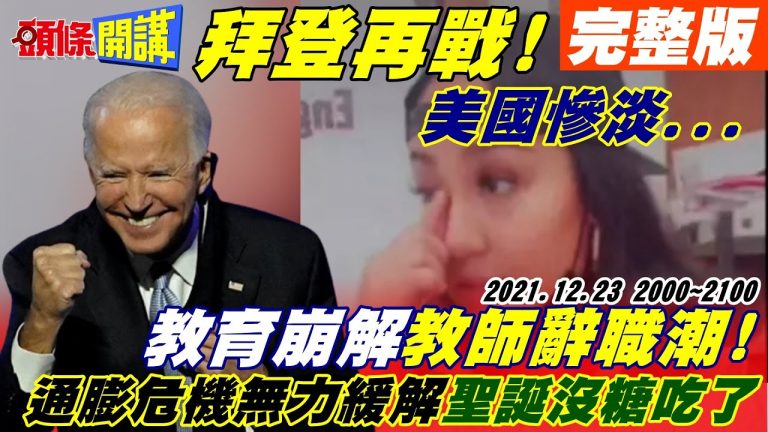 頭條開講 拜登再戰! 完整版
美國慘淡...
Eng
2021.12.23 2000~2100
教育崩解教師辭職潮!
通膨危機無力緩解聖誕沒糖吃了